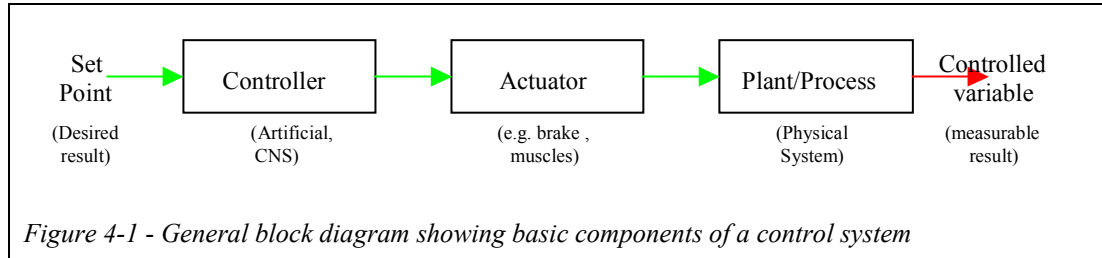 Set
Point
Controller
Actuator
Plant/Process
Controlled
variable
(Desired
result)
(Artificial,
CNS)
(e.g. brake ,
muscles)
(Physical
System)
(measurable
result)
Figure 4-1 - General block diagram showing basic components of a control system